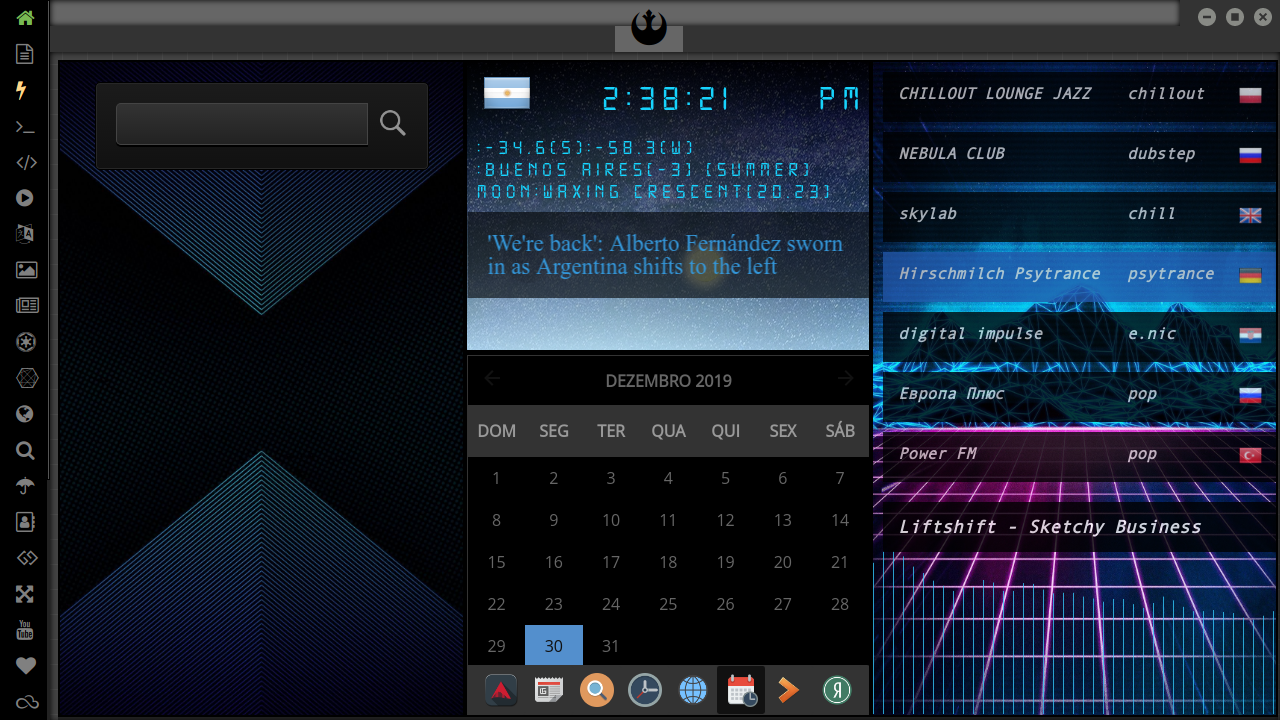 2:38:21 PM
:-34.6(S):-58.3(W)
:BUENOS AIRES[-3] (SUMMER)
MOON:WAXING CRESCENT(20.23)
'We're back': Alberto Fernández sworn
in as Argentina shifts to the left
DEZEMBRO 2019
DOM SEG TER QUA QUI SEX SÁB
1 2 3 4 5 6 7
8 9 10 11 12 13 14
15 16 17 18 19 20 21
22 23 24 25 26 27 28
29 30 31
CHILLOUT LOUNGE JAZZ chillout
NEBULA CLUB dubstep
skylab chill
Hirschmilch Psytrance psytrance
digital impulse e.nic
Европа Плюс pop
Power FM pop
Liftshift - Sketchy Business
You
Tube
Я